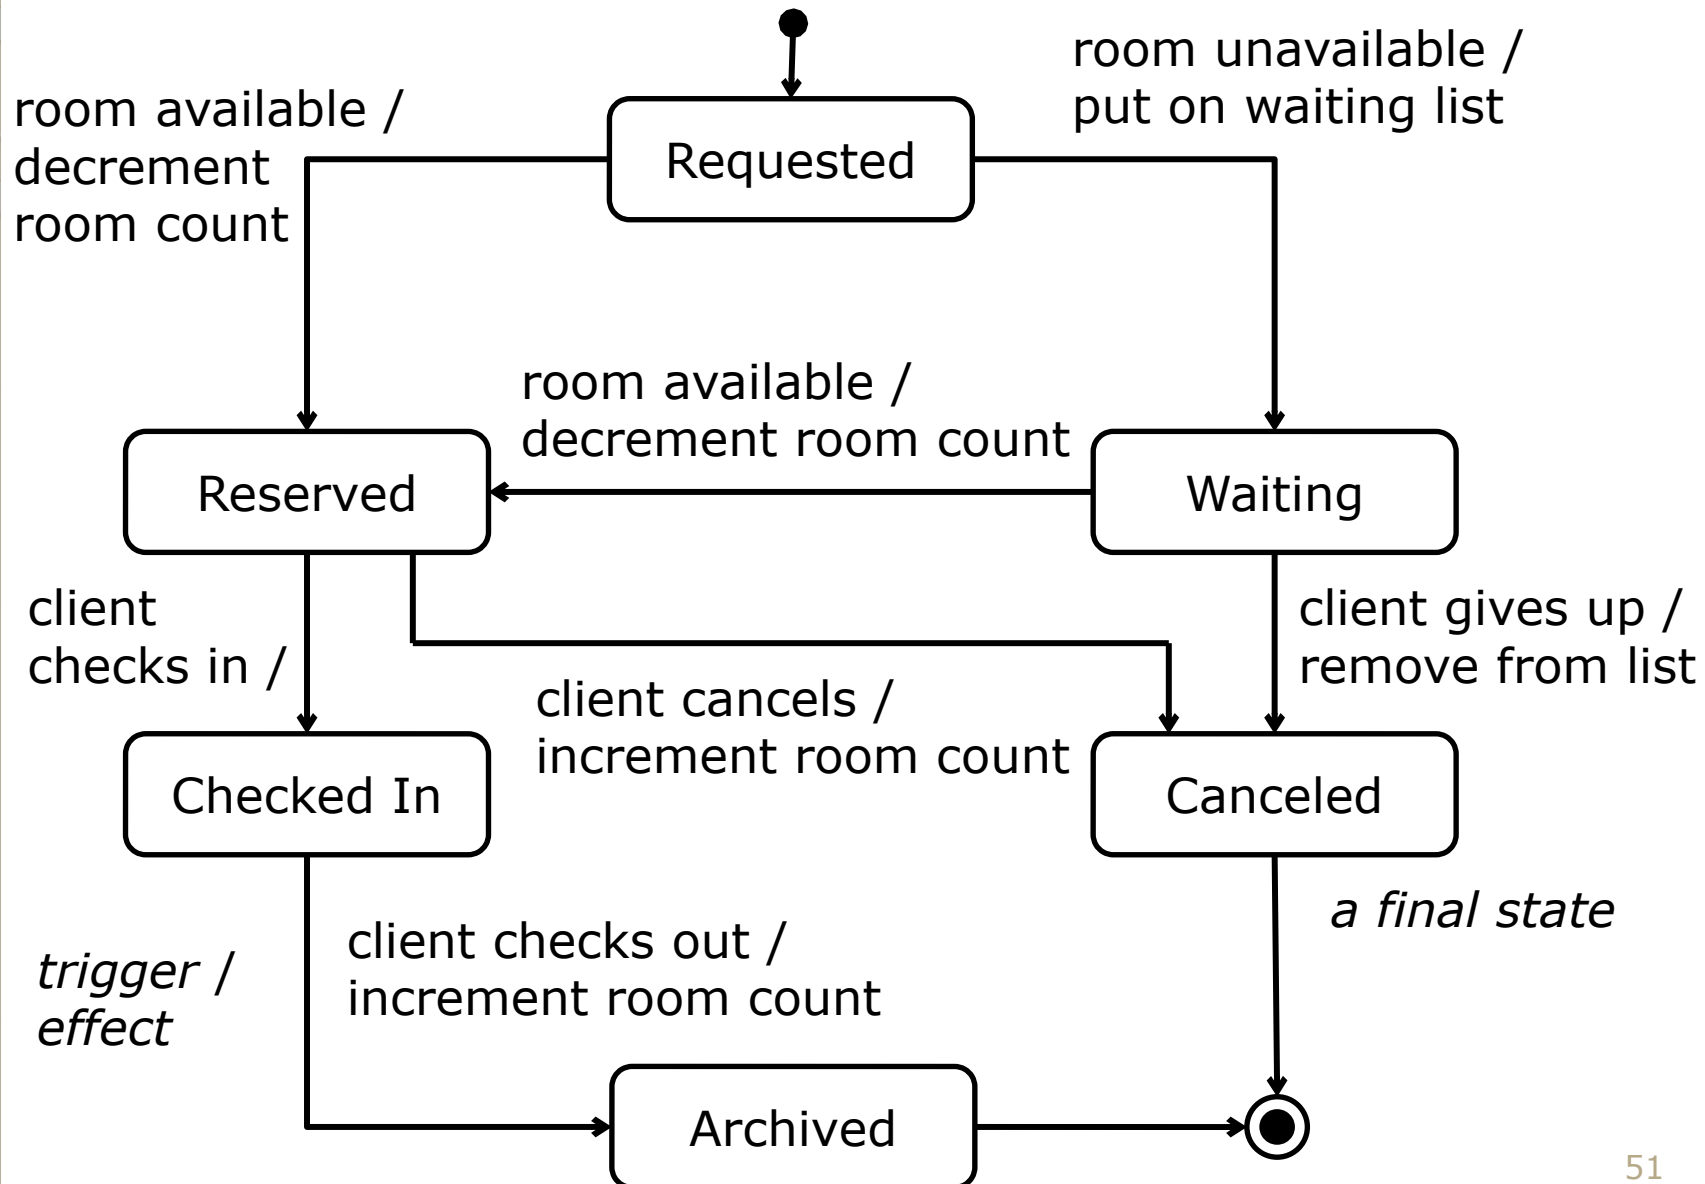 room unavailable /
put on waiting list
room available /
decrement
room count
Requested
room available /
decrement room count
Reserved
Waiting
client
checks in /
client gives up /
remove from list
client cancels /
increment room count
Checked In
Canceled
a final state
client checks out /
increment room count
trigger /
effect
Archived
51